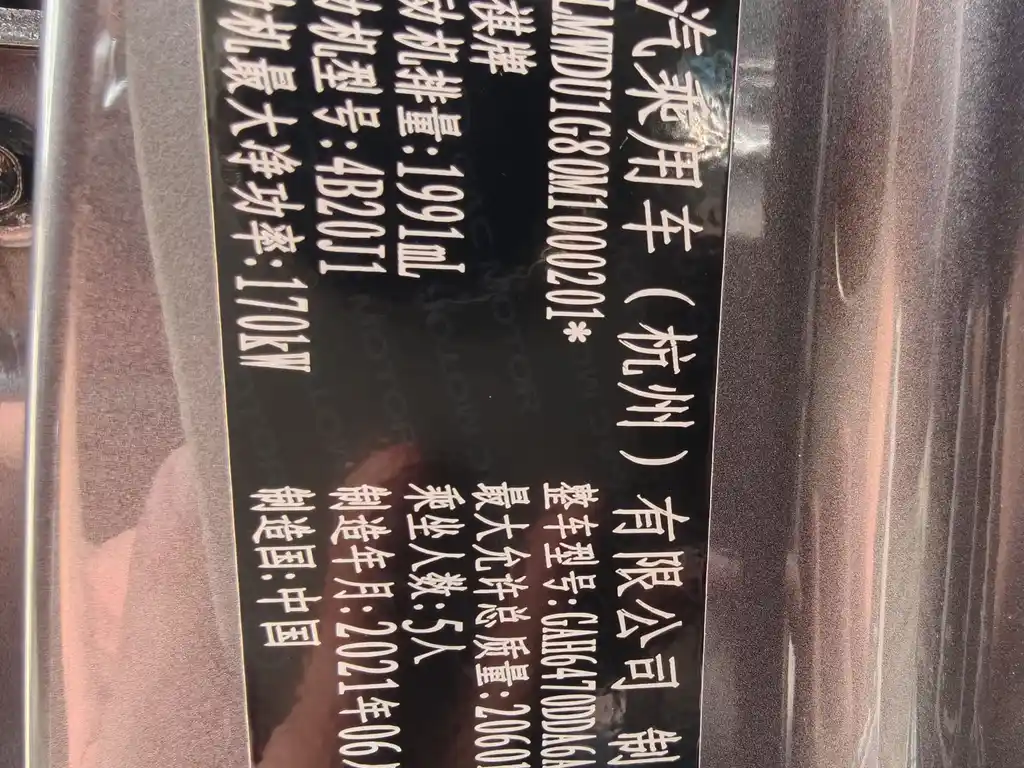 汽乘用车（杭州）有限公司 制
LMWDU1G80M1000201* 整车型号:GAH6470DDA6A
祺牌 最大允许总质量:2060
动机排量:1991mL 乘坐人数:5人
动机型号:4B20J1 制造年月:2021年06
机最大净功率:170kW 制造国:中国